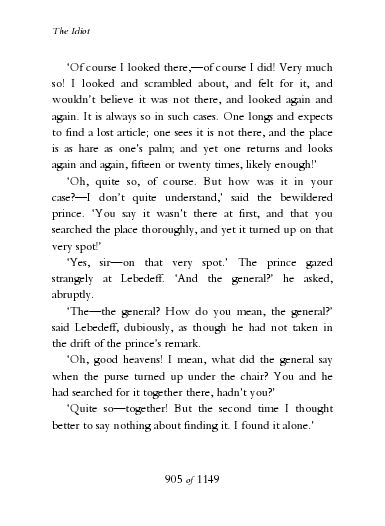 The Idiot
‘Of course I looked there,—of course I did! Very much
so! I looked and scrambled about, and felt for it, and
wouldn’t believe it was not there, and looked again and
again. It is always so in such cases. One longs and expects
to find a lost article; one sees it is not there, and the place
is as bare as one’s palm; and yet one returns and looks
again and again, fifteen or twenty times, likely enough!’
‘Oh, quite so, of course. But how was it in your
case?—I don’t quite understand,’ said the bewildered
prince. ‘You say it wasn’t there at first, and that you
searched the place thoroughly, and yet it turned up on that
very spot!’
‘Yes, sir—on that very spot.’ The prince gazed
strangely at Lebedeff. ‘And the general?’ he asked,
abruptly.
‘The—the general? How do you mean, the general?’
said Lebedeff, dubiously, as though he had not taken in
the drift of the prince’s remark.
‘Oh, good heavens! I mean, what did the general say
when the purse turned up under the chair? You and he
had searched for it together there, hadn’t you?’
‘Quite so—together! But the second time I thought
better to say nothing about finding it. I found it alone.’
905 of 1149